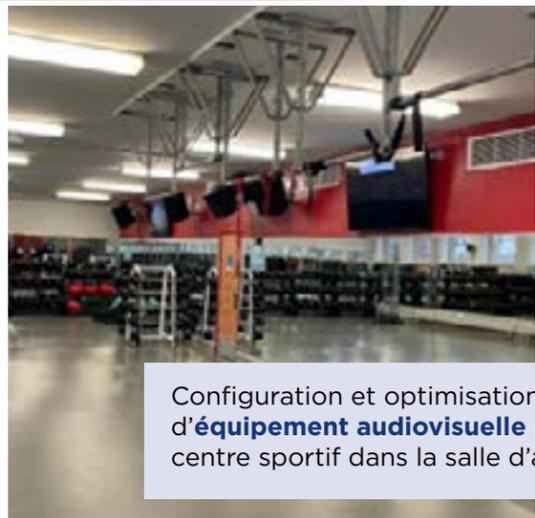 Configuration et optimisation
d'équipement audiovisuelle
centre sportif dans la salle d'a